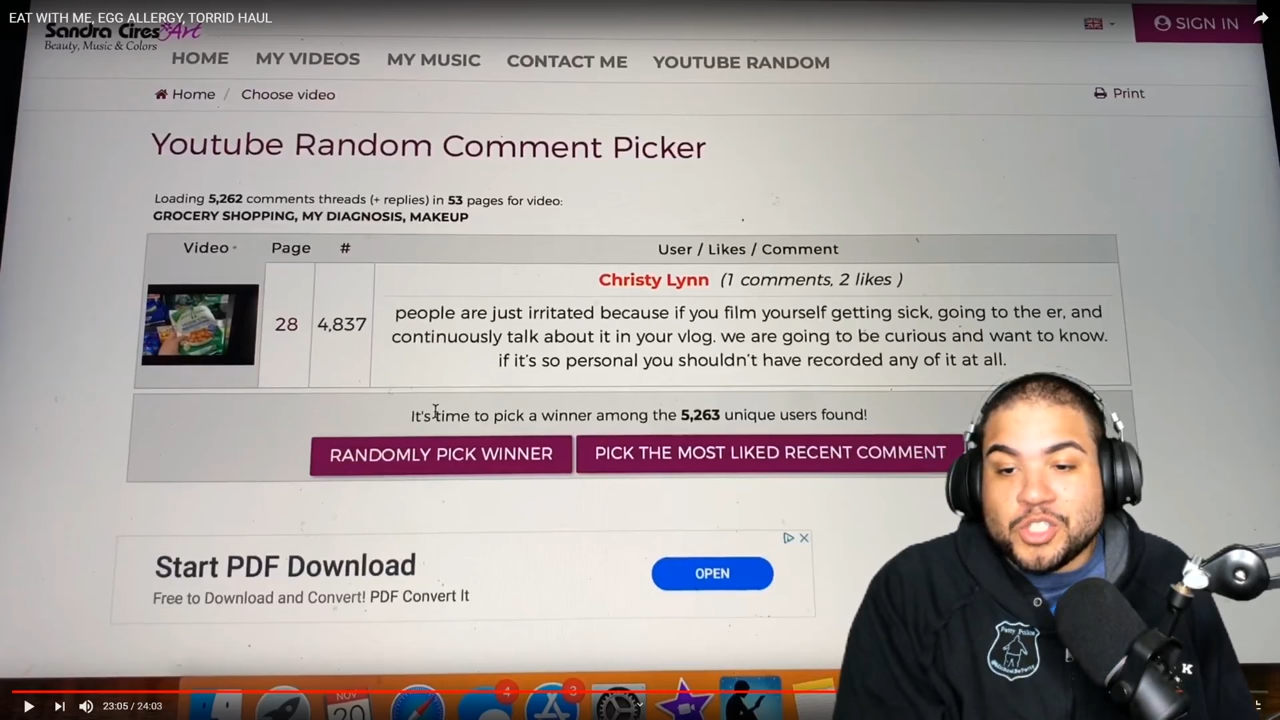 EAT WITH ME, EGG ALLERGY, TORRID HAUL
Sandra Cires Art
Beauty, Music & Colors
SIGN IN
HOME MY VIDEOS MY MUSIC CONTACT ME YOUTUBE RANDOM
Home / Choose video
Print
Youtube Random Comment Picker
Loading 5,262 comments threads (+ replies) in 53 pages for video:
GROCERY SHOPPING, MY DIAGNOSIS, MAKEUP
Video Page # User / Likes / Comment
Christy Lynn (1 comments, 2 likes )
28 4,837
people are just irritated because if you film yourself getting sick, going to the er, and
continuously talk about it in your vlog. we are going to be curious and want to know.
if it's so personal you shouldn't have recorded any of it at all.
It's time to pick a winner among the 5,263 unique users found!
RANDOMLY PICK WINNER PICK THE MOST LIKED RECENT COMMENT
Start PDF Download
Free to Download and Convert! PDF Convert It
OPEN
Petty Police
K
NOV
20
4
3
23:05 / 24:03